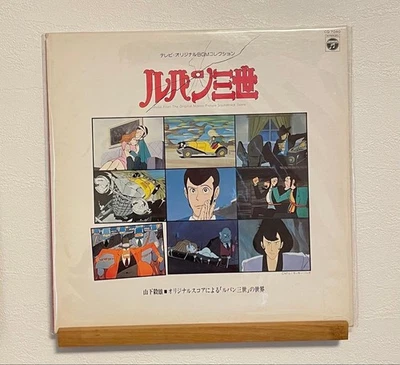 テレビ・オリジナルBGMコレクション
ルパン三世
山下毅雄■オリジナルスコアによる「ルパン三世」の世界